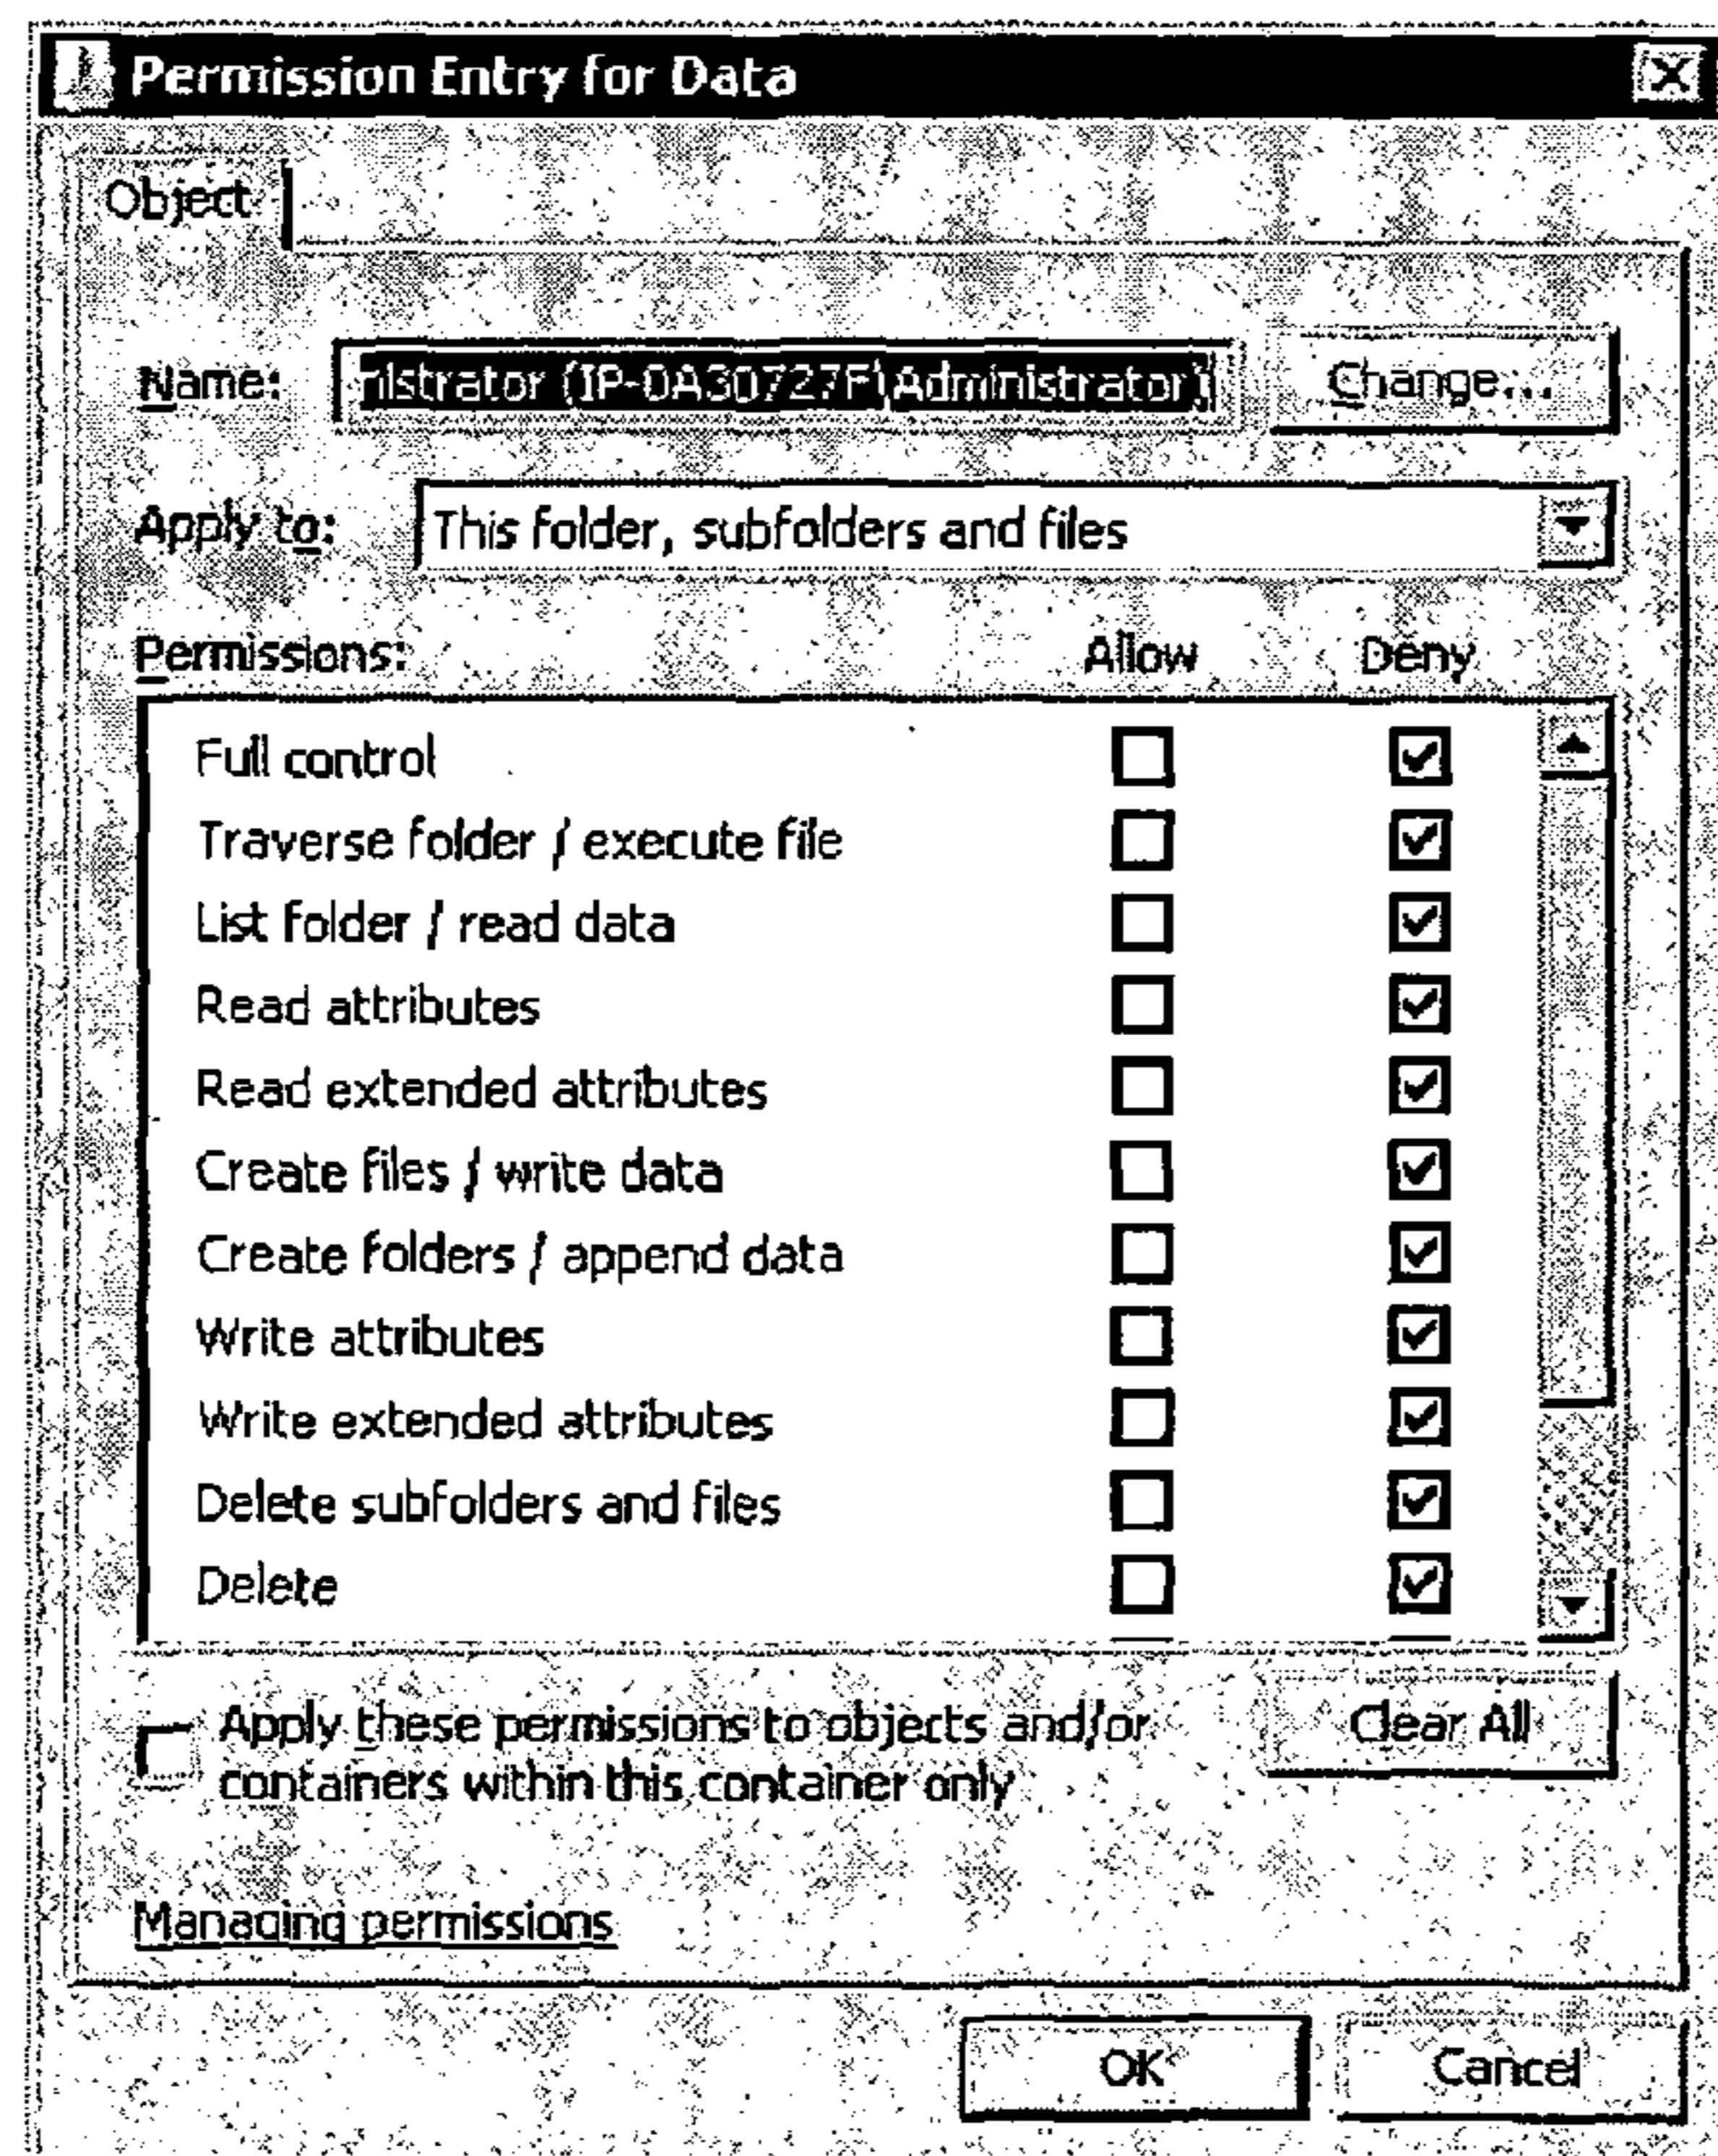 Permission Entry for Data
Object
Name: nistrator (IP-0A30727F\Administrator) Change...
Apply to: This folder, subfolders and files
Permissions: Allow Deny
Full control
Traverse folder / execute file
List folder / read data
Read attributes
Read extended attributes
Create files / write data
Create folders / append data
Write attributes
Write extended attributes
Delete subfolders and files
Delete
Apply these permissions to objects and/or
containers within this container only
Clear All
Managing permissions
OK Cancel